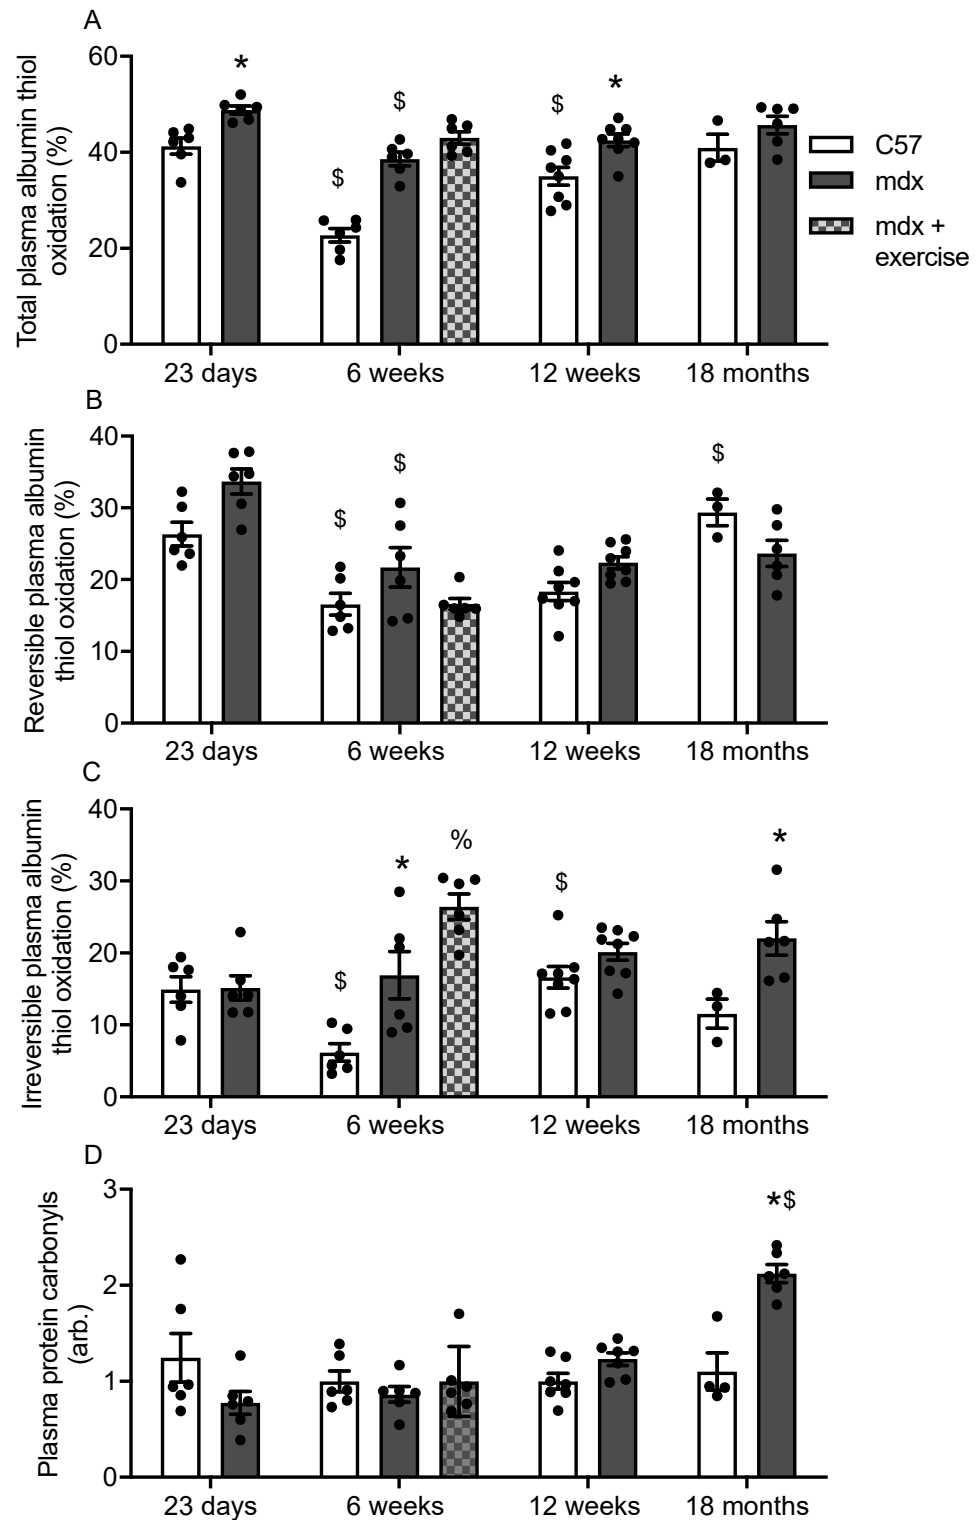 A
Total plasma albumin thiol
oxidation (%)
60
40
20
0
*
$
$
$
*
23 days
6 weeks
12 weeks
18 months
C57
mdx
mdx +
exercise
B
Reversible plasma albumin
thiol oxidation (%)
40
30
20
10
0
$
$
$
23 days
6 weeks
12 weeks
18 months
C
Irreversible plasma albumin
thiol oxidation (%)
40
30
20
10
0
$
*
%
$
*
23 days
6 weeks
12 weeks
18 months
D
Plasma protein carbonyls
(arb.)
3
2
1
0
*$
23 days
6 weeks
12 weeks
18 months